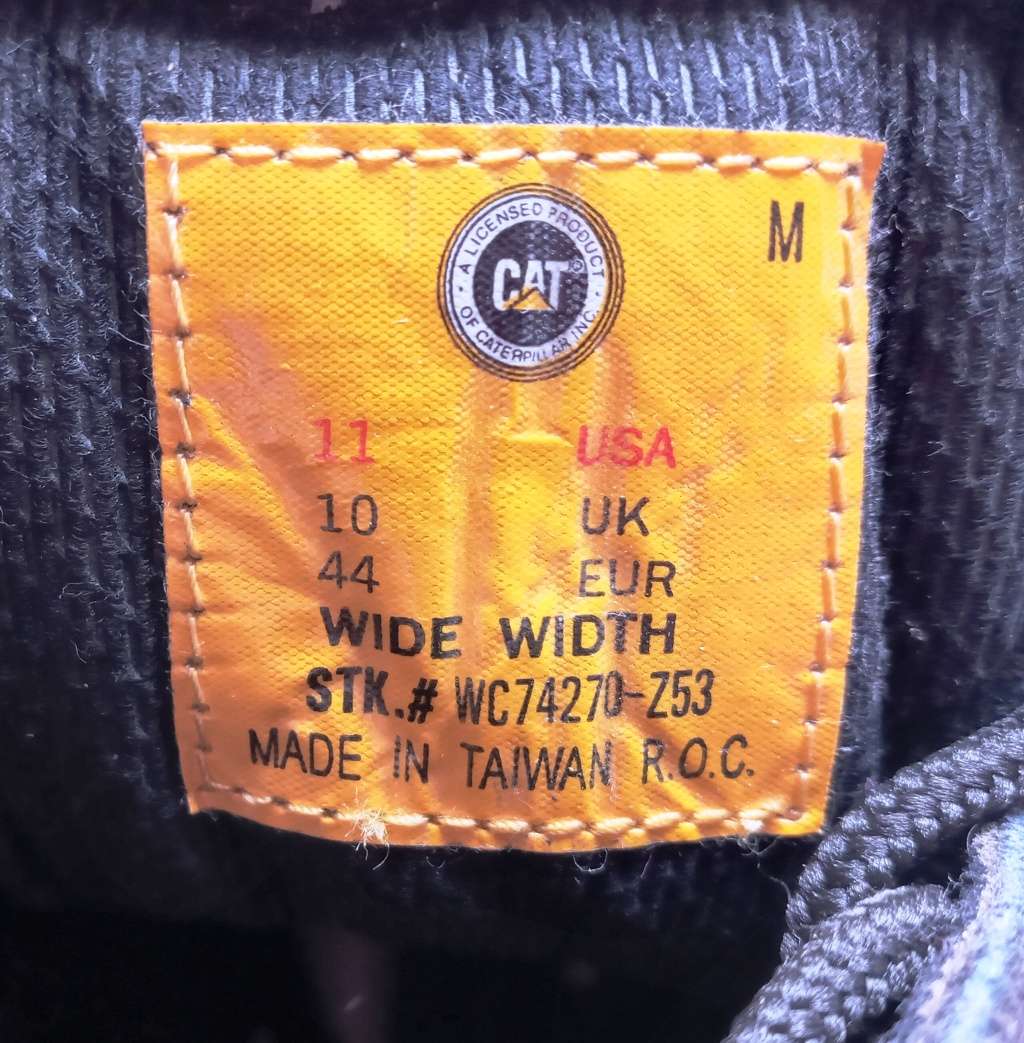 A LICENSED PRODUCT
CAT®
OF CATERPILLAR INC.
M
11 USA
10 UK
44 EUR
WIDE WIDTH
STK.# WC74270-Z53
MADE IN TAIWAN R.O.C.